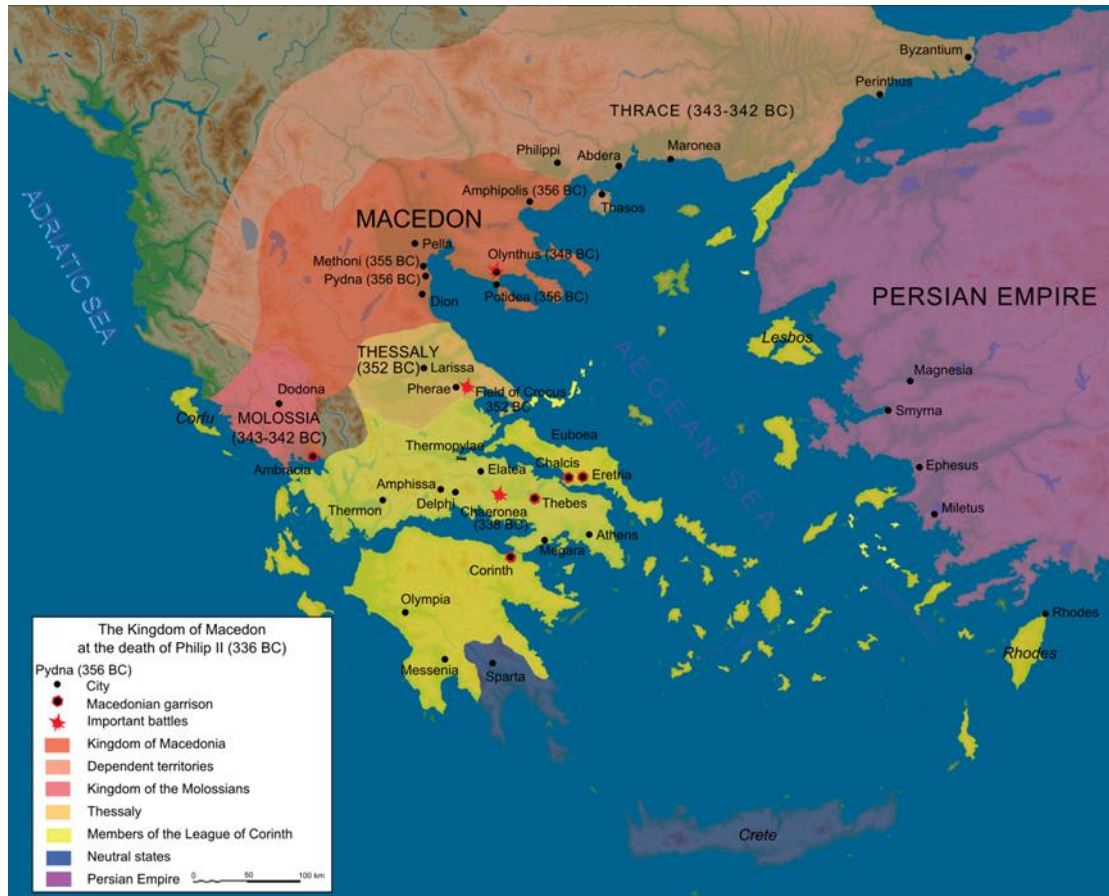 Byzantium
Perinthus
THRACE (343-342 BC)
Philippi
Abdera
Maronea
Amphipolis (356 BC)
Thasos
MACEDON
Pella
Olynthus (348 BC)
Methoni (355 BC)
Pydna (356 BC)
Potidea (356 BC)
Dion
ADRIATIC SEA
PERSIAN EMPIRE
AEGEAN SEA
Lesbos
THESSALY
(352 BC)
Larissa
Magnesia
Pherae
Field of Crocus
352 BC
Dodona
Corfu
MOLOSSIA
(343-342 BC)
Smyrna
Ambracia
Thermopylae
Euboea
Elatea
Chalcis
Eretria
Ephesus
Amphissa
Delphi
Thermon
Chaeronea
(338 BC)
Thebes
Miletus
Athens
Megara
Corinth
Olympia
Rhodes
Rhodes
Messenia
Sparta
Crete
The Kingdom of Macedon
at the death of Philip II (336 BC)
Pydna (356 BC)
City
Macedonian garrison
Important battles
Kingdom of Macedonia
Dependent territories
Kingdom of the Molossians
Thessaly
Members of the League of Corinth
Neutral states
Persian Empire
0 50 100 km